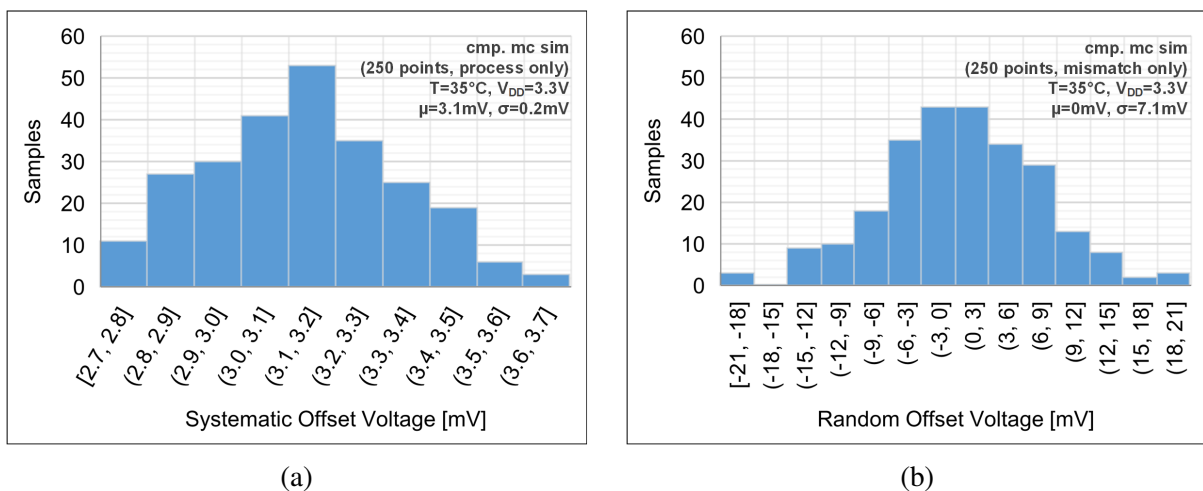 60
50
40
30
20
10
0
Samples
cmp. mc sim
(250 points, process only)
T=35°C, VDD=3.3V
µ=3.1mV, σ=0.2mV
[2.7, 2.8]
(2.8, 2.9]
(2.9, 3.0]
(3.0, 3.1]
(3.1, 3.2]
(3.2, 3.3]
(3.3, 3.4]
(3.4, 3.5]
(3.5, 3.6]
(3.6, 3.7]
Systematic Offset Voltage [mV]
(a)
60
50
40
30
20
10
0
Samples
cmp. mc sim
(250 points, mismatch only)
T=35°C, VDD=3.3V
µ=0mV, σ=7.1mV
[-21, -18]
(-18, -15]
(-15, -12]
(-12, -9]
(-9, -6]
(-6, -3]
(-3, 0]
(0, 3]
(3, 6]
(6, 9]
(9, 12]
(12, 15]
(15, 18]
(18, 21]
Random Offset Voltage [mV]
(b)